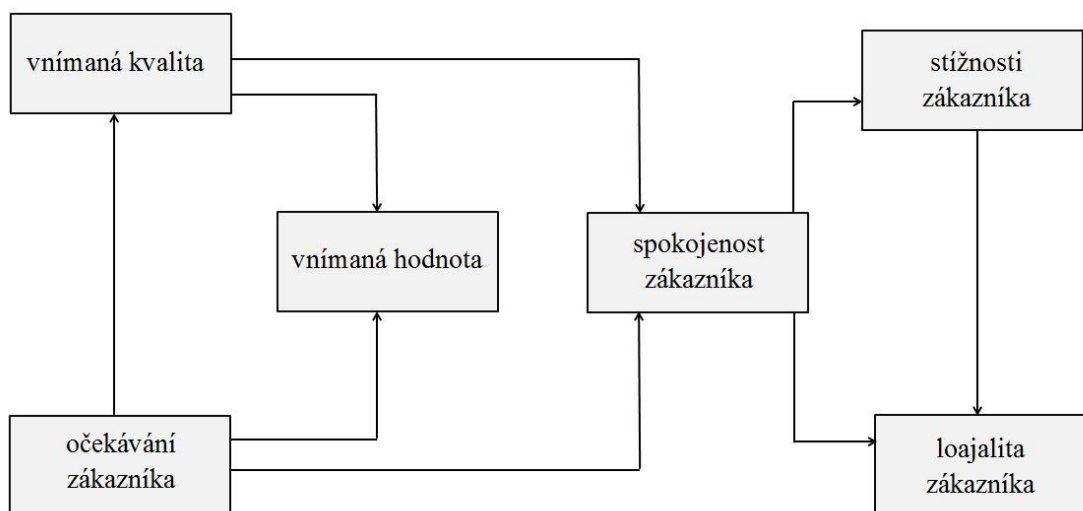 vnímaná kvalita
stížnosti
zákazníka
vnímaná hodnota
spokojenost
zákazníka
očekávání
zákazníka
loajalita
zákazníka